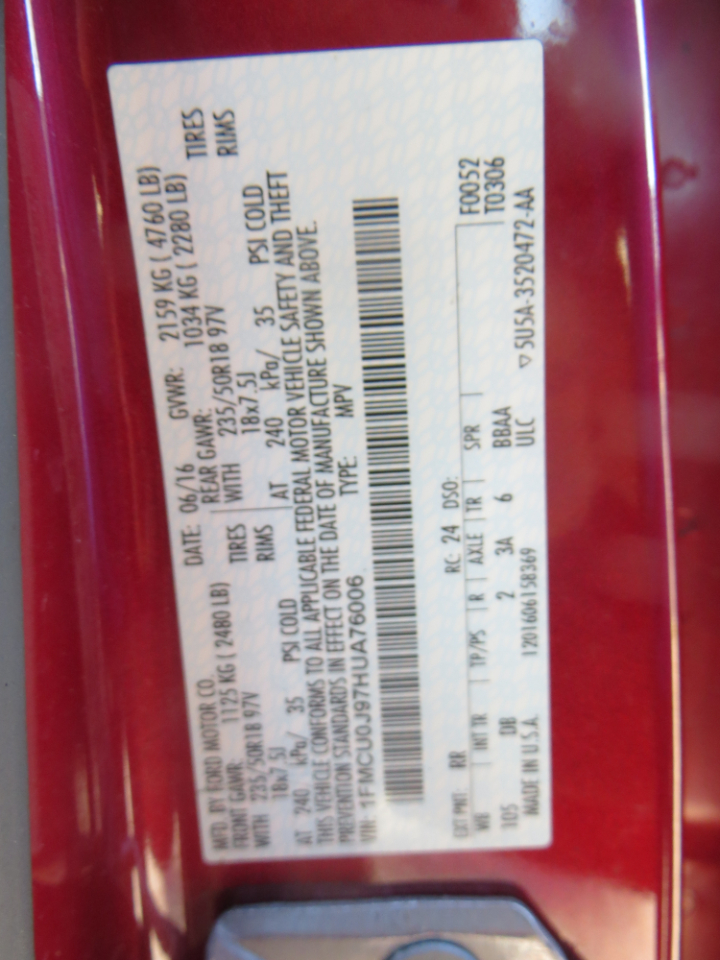 MFD. BY FORD MOTOR CO. DATE: 06/16 GVWR: 2159 KG ( 4760 LB)
FRONT GAWR: 1125 KG ( 2480 LB) REAR GAWR: 1034 KG ( 2280 LB)
WITH 235/50R18 97V TIRES WITH 235/50R18 97V TIRES
18x7.5J RIMS 18x7.5J RIMS
AT 240 kPa/ 35 PSI COLD AT 240 kPa/ 35 PSI COLD
THIS VEHICLE CONFORMS TO ALL APPLICABLE FEDERAL MOTOR VEHICLE SAFETY AND THEFT
PREVENTION STANDARDS IN EFFECT ON THE DATE OF MANUFACTURE SHOWN ABOVE.
VIN: 1FMCU0J97HUA76006 TYPE: MPV
EXT PNT: RR RC: 24 DSO: F0052
WB INT TR TP/PS R AXLE TR SPR T0306
105 DB 2 3A 6 BBAA
MADE IN U.S.A. 1201606158369 ULC ▽5U5A-3520472-AA